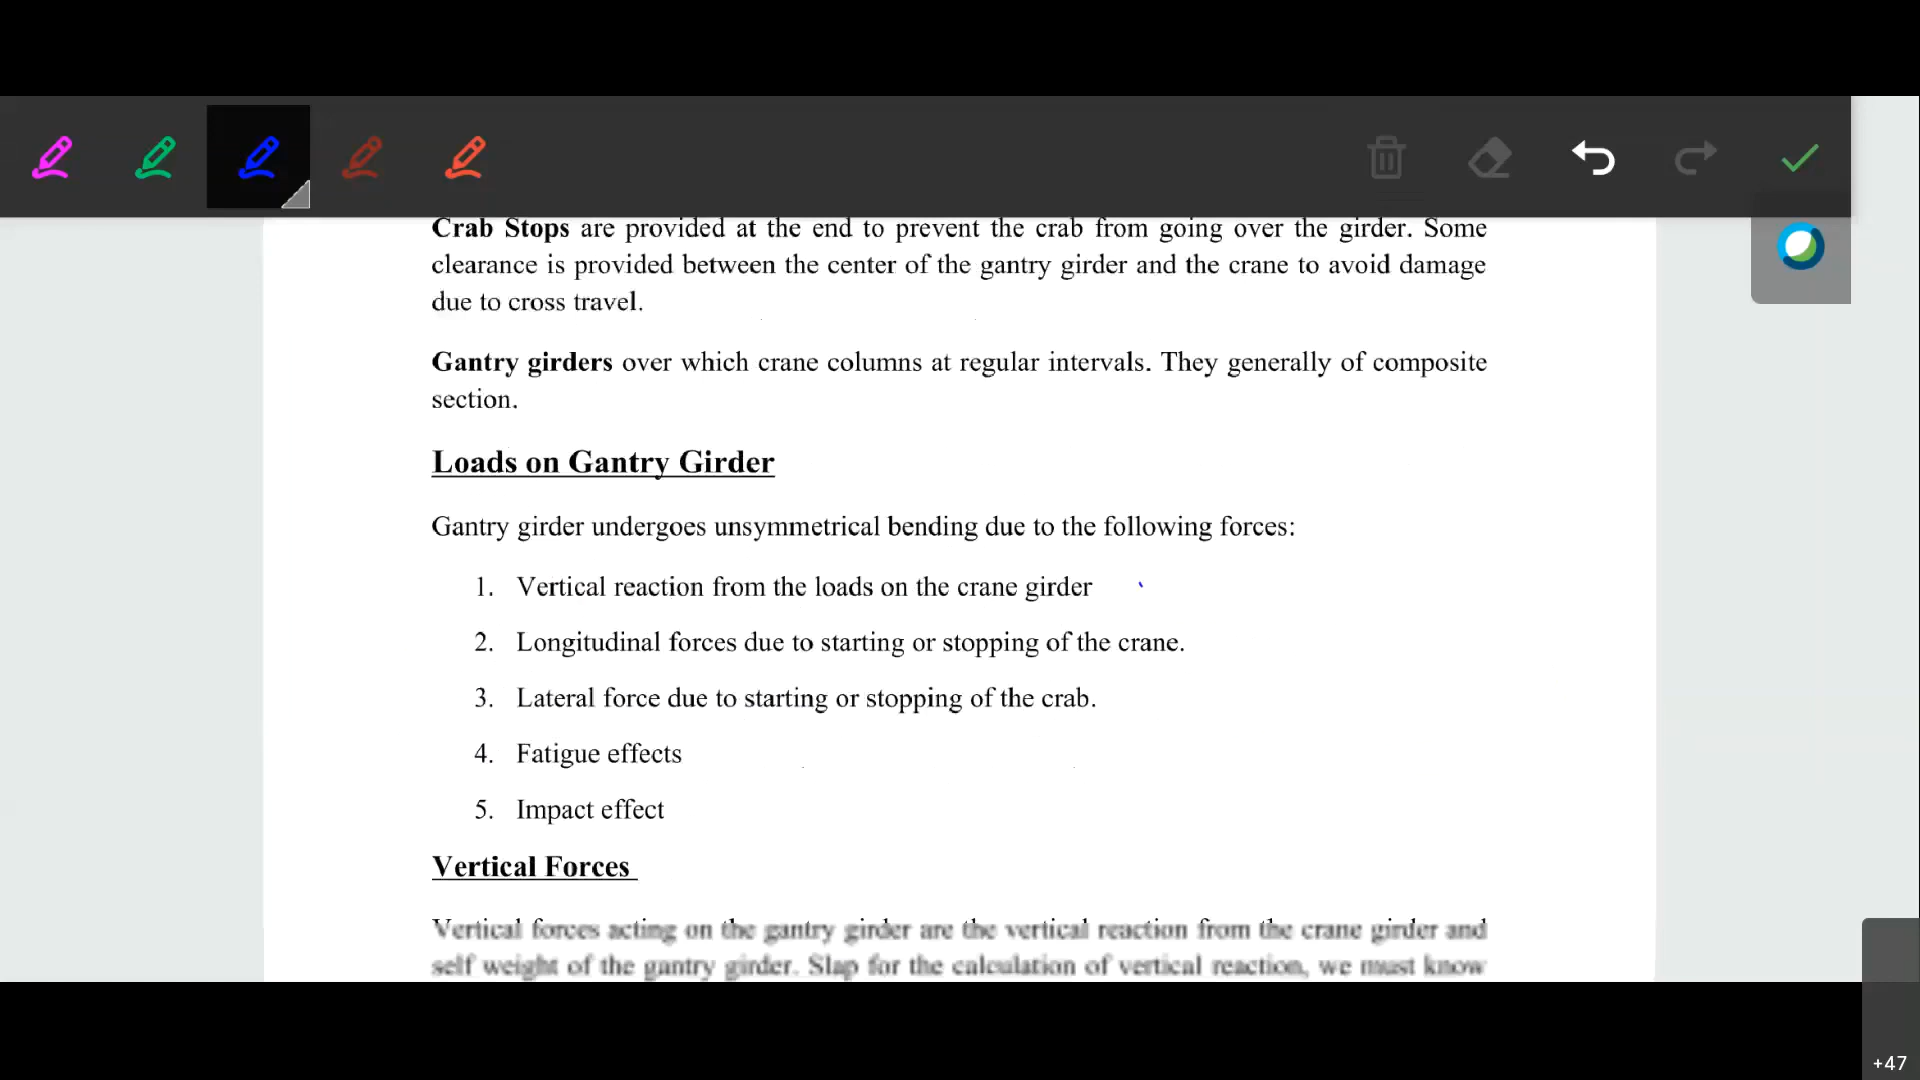 Crab Stops are provided at the end to prevent the crab from going over the girder. Some
clearance is provided between the center of the gantry girder and the crane to avoid damage
due to cross travel.
Gantry girders over which crane columns at regular intervals. They generally of composite
section.
Loads on Gantry Girder
Gantry girder undergoes unsymmetrical bending due to the following forces:
1. Vertical reaction from the loads on the crane girder
2. Longitudinal forces due to starting or stopping of the crane.
3. Lateral force due to starting or stopping of the crab.
4. Fatigue effects
5. Impact effect
Vertical Forces
Vertical forces acting on the gantry girder are the vertical reaction from the crane girder and
self weight of the gantry girder. Slap for the calculation of vertical reaction, we must know
+47